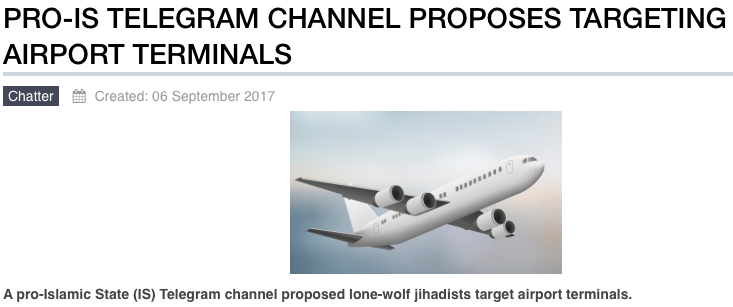 PRO-IS TELEGRAM CHANNEL PROPOSES TARGETING
AIRPORT TERMINALS
Chatter Created: 06 September 2017
A pro-Islamic State (IS) Telegram channel proposed lone-wolf jihadists target airport terminals.